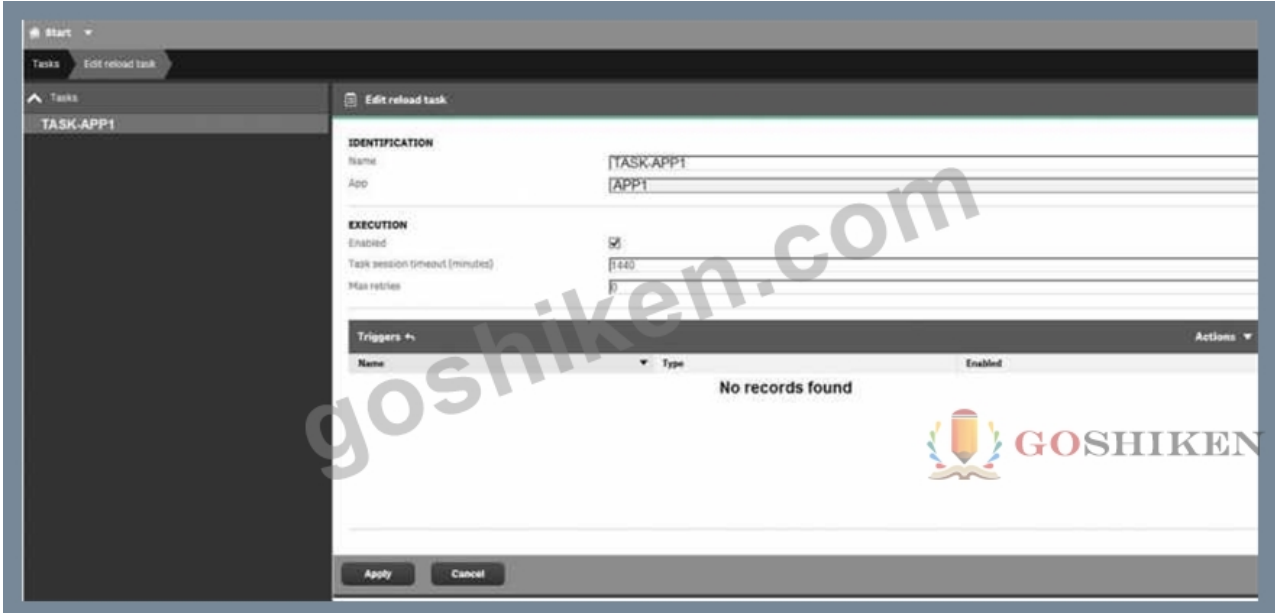 Start
Tasks Edit reload task
Tasks
TASK-APP1
Edit reload task
IDENTIFICATION
Name TASK-APP1
App APP1
EXECUTION
Enabled
Task session timeout (minutes) 1440
Max retries 0
Triggers Actions
Name Type Enabled
No records found
goshiken.com
GOSHIKEN
Apply Cancel